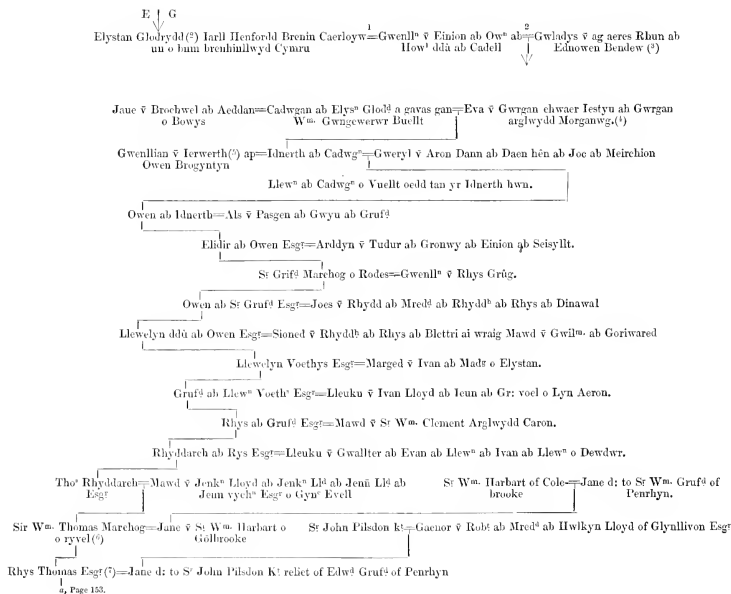 E G
1 2
Elystan Glodrydd(²) Iarll Henfordd Brenin Caerloyw=Gwenllⁿ v̄ Einion ab Owⁿ ab=Gwladys v̄ ag aeres Rhun ab
un o bum brenhinllwyd Cymru Howˡ ddû ab Cadell Ednowen Bendew (³)
Jane v̄ Brochwel ab Aeddan=Cadwgan ab Elysⁿ Glodᵈ a gavas gan=Eva v̄ Gwrgan chwaer Iestyn ab Gwrgan
o Bowys Wᵐ. Gwngewerwr Buellt arglwydd Morganwg.(⁴)
Gwenllian v̄ Ierwerth(⁵) ap=Idnerth ab Cadwgⁿ=Gweryl v̄ Aron Dann ab Daen hên ab Joc ab Meirchion
Owen Brogyntyn
Llewⁿ ab Cadwgⁿ o Vuellt oedd tan yr Idnerth hwn.
Owen ab Idnerth=Als v̄ Pasgen ab Gwyu ab Grufᵈ
Elidir ab Owen Esgʳ=Arddyn v̄ Tudur ab Gronwy ab Einion ab Seisyllt.
Sʳ Grifᵈ Marchog o Rodes=Gwenllⁿ v̄ Rhys Grûg.
Owen ab Sʳ Grufᵈ Esgʳ=Joes v̄ Rhydd ab Mredᵈ ab Rhyddʰ ab Rhys ab Dinawal
Llewelyn ddû ab Owen Esgʳ=Sioned v̄ Rhyddʰ ab Rhys ab Blettri ai wraig Mawd v̄ Gwilᵐ. ab Goriwared
Llewelyn Voethys Esgʳ=Marged v̄ Ivan ab Madʳ o Elystan.
Grufᵈ ab Llewⁿ Voethˢ Esgʳ=Lleuku v̄ Ivan Lloyd ab Ieun ab Gr: voel o Lyn Aeron.
Rhys ab Grufᵈ Esgʳ=Mawd v̄ Sʳ Wᵐ. Clement Arglwydd Caron.
Rhyddarch ab Rys Esgʳ=Lleuku v̄ Gwallter ab Evan ab Llewⁿ ab Ivan ab Llewⁿ o Dewdwr.
Thoˢ Rhyddarch=Mawd v̄ Jenkⁿ Lloyd ab Jenkⁿ Llᵈ ab Jenn̄ Llᵈ ab Sʳ Wᵐ. Harbart of Cole-=Jane d: to Sʳ Wᵐ. Grufᵈ of
Esgʳ Jeun vychⁿ Esgʳ o Gynᶜ Evell brooke Penrhyn.
Sir Wᵐ. Thomas Marchog=Jane v̄ Sʳ Wᵐ. Harbart o Sʳ John Pilsdon kᵗ=Gaenor v̄ Robᵗ ab Mredᵈ ab Hwlkyn Lloyd of Glynllivon Esgʳ
o ryvel(⁶) Golbrooke
Rhys Thomas Esgʳ(⁷)=Jane d: to Sʳ John Pilsdon Kᵗ relict of Edwᵈ Grufᵈ of Penrhyn
a, Page 153.